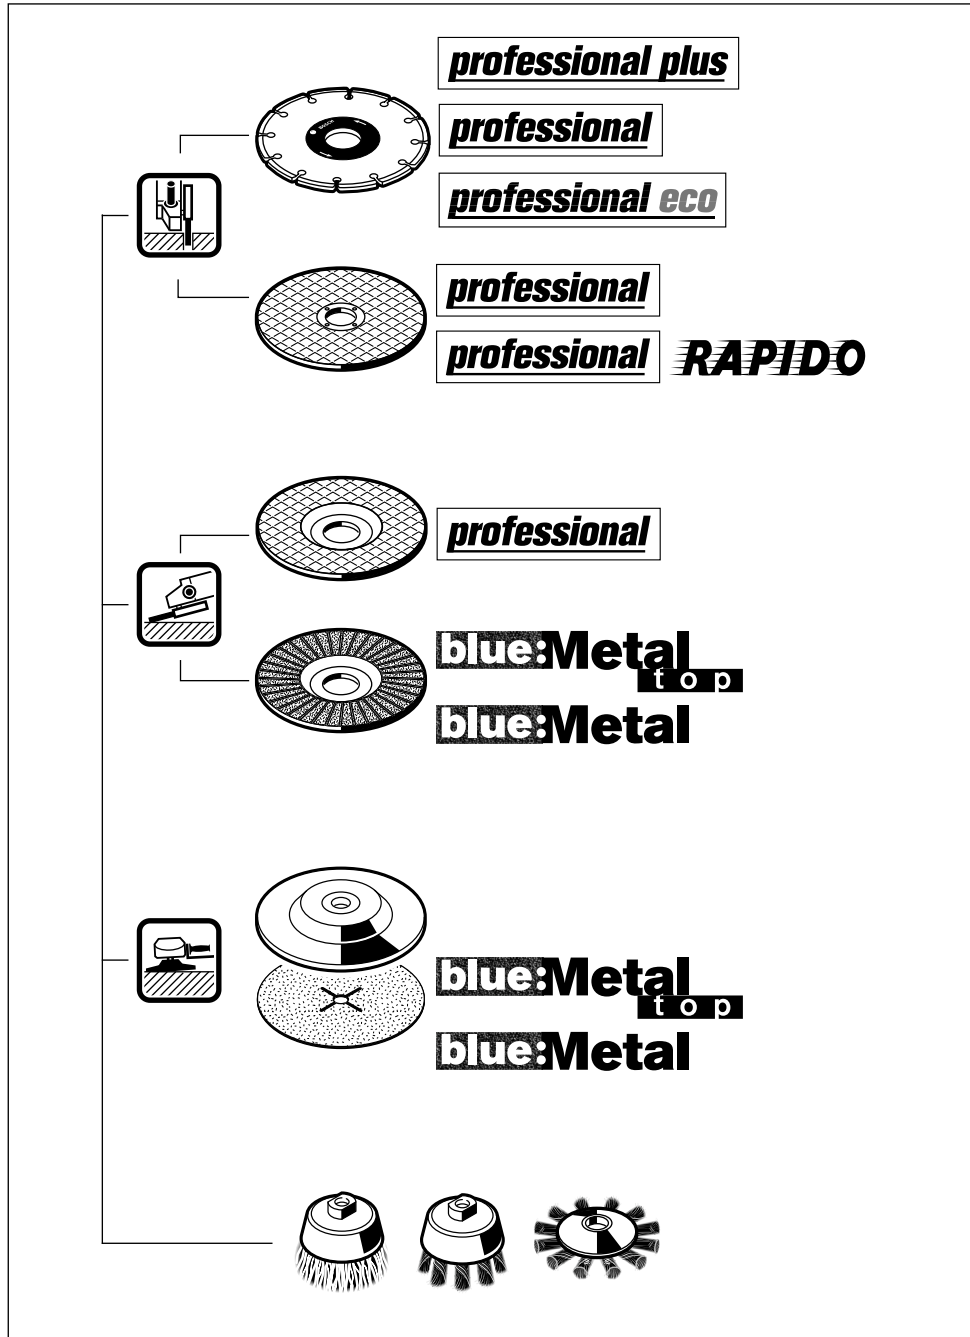 professional plus
BOSCH
professional
professional eco
professional
professional RAPIDO
professional
blue:Metal
top
blue:Metal
blue:Metal
top
blue:Metal